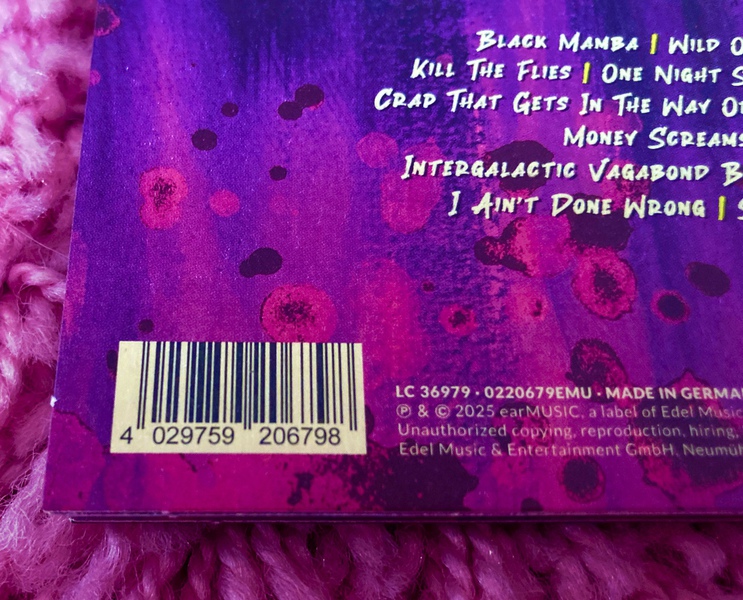 Black Mamba | Wild
Kill The Flies | One Night
Crap That Gets In The Way
Money Screams
Intergalactic Vagabond
I Ain't Done Wrong |
LC 36979 · 0220679EMU · MADE IN
℗ & © 2025 earMUSIC, a label of Edel Music
Unauthorized copying, reproduction, hiring,
Edel Music & Entertainment GmbH,
4 029759 206798